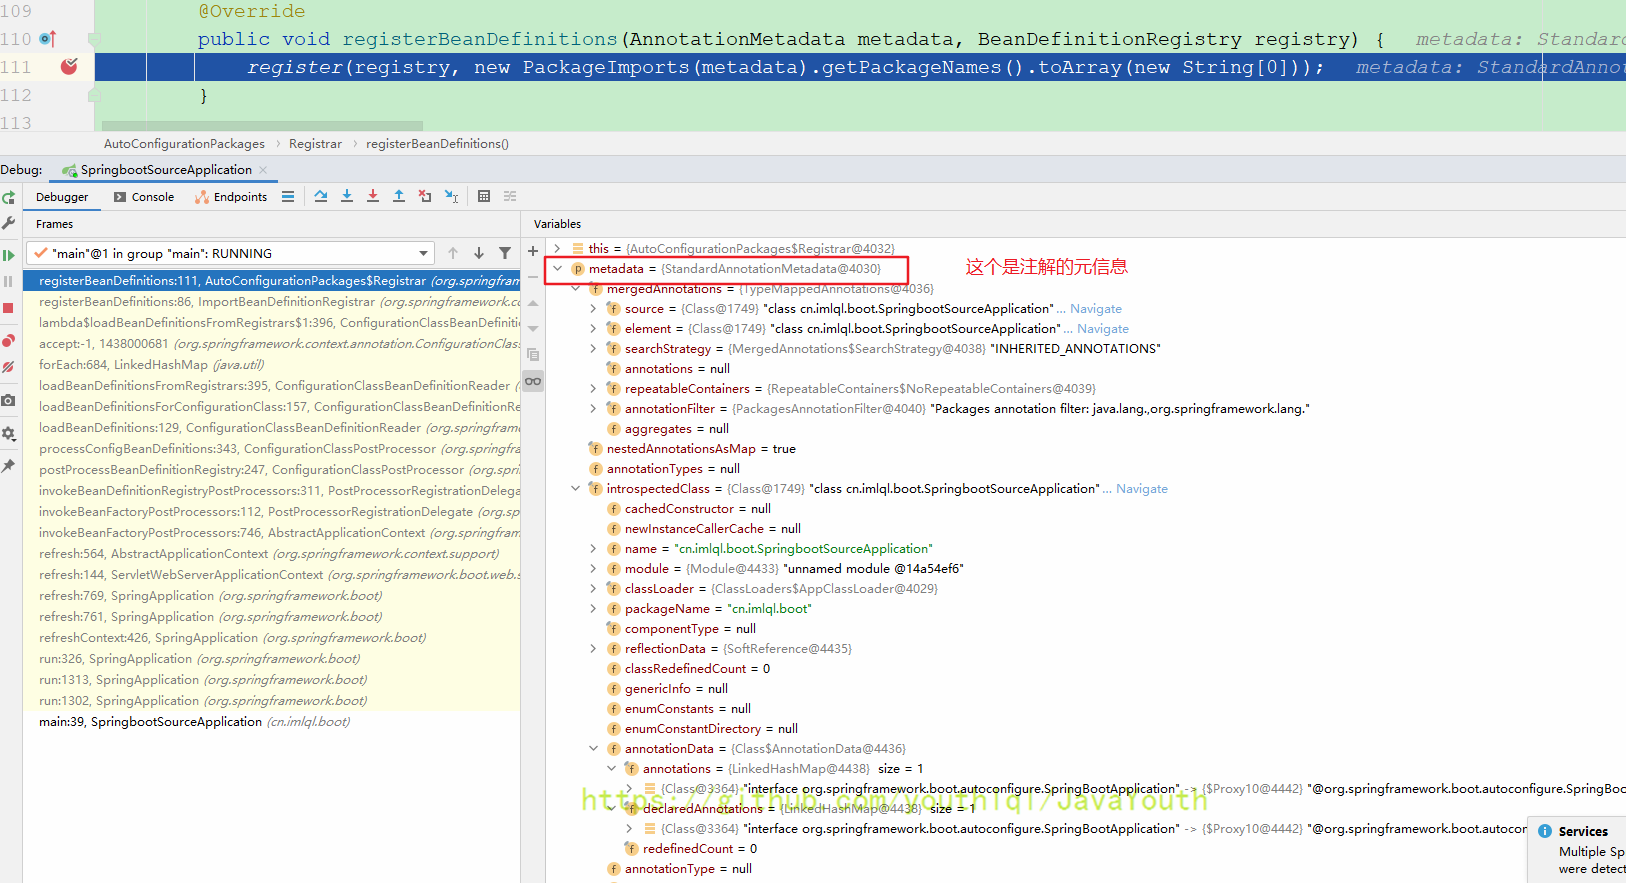 109 @Override
110 public void registerBeanDefinitions(AnnotationMetadata metadata, BeanDefinitionRegistry registry) { metadata: Standard
111 register(registry, new PackageImports(metadata).getPackageNames().toArray(new String[0])); metadata: StandardAnnot
112 }
113
AutoConfigurationPackages › Registrar › registerBeanDefinitions()
Debug: SpringbootSourceApplication
Debugger Console Endpoints
Frames
"main"@1 in group "main": RUNNING
registerBeanDefinitions:111, AutoConfigurationPackages$Registrar (org.springfram
registerBeanDefinitions:86, ImportBeanDefinitionRegistrar (org.springframework.co
lambda$loadBeanDefinitionsFromRegistrars$1:396, ConfigurationClassBeanDefinition
accept:-1, 1438000681 (org.springframework.context.annotation.ConfigurationClass
forEach:684, LinkedHashMap (java.util)
loadBeanDefinitionsFromRegistrars:395, ConfigurationClassBeanDefinitionReader (
loadBeanDefinitionsForConfigurationClass:157, ConfigurationClassBeanDefinitionRe
loadBeanDefinitions:129, ConfigurationClassBeanDefinitionReader (org.springfram
processConfigBeanDefinitions:343, ConfigurationClassPostProcessor (org.springfra
postProcessBeanDefinitionRegistry:247, ConfigurationClassPostProcessor (org.sp
invokeBeanDefinitionRegistryPostProcessors:311, PostProcessorRegistrationDelega
invokeBeanFactoryPostProcessors:112, PostProcessorRegistrationDelegate (org.sp
invokeBeanFactoryPostProcessors:746, AbstractApplicationContext (org.springfram
refresh:564, AbstractApplicationContext (org.springframework.context.support)
refresh:144, ServletWebServerApplicationContext (org.springframework.boot.web.s
refresh:769, SpringApplication (org.springframework.boot)
refresh:761, SpringApplication (org.springframework.boot)
refreshContext:426, SpringApplication (org.springframework.boot)
run:326, SpringApplication (org.springframework.boot)
run:1313, SpringApplication (org.springframework.boot)
run:1302, SpringApplication (org.springframework.boot)
main:39, SpringbootSourceApplication (cn.imlql.boot)
Variables
this = {AutoConfigurationPackages$Registrar@4032}
metadata = {StandardAnnotationMetadata@4030} 这个是注解的元信息
mergedAnnotations = {TypeMappedAnnotations@4036}
source = {Class@1749} "class cn.imlql.boot.SpringbootSourceApplication" ... Navigate
element = {Class@1749} "class cn.imlql.boot.SpringbootSourceApplication" ... Navigate
searchStrategy = {MergedAnnotations$SearchStrategy@4038} "INHERITED_ANNOTATIONS"
annotations = null
repeatableContainers = {RepeatableContainers$NoRepeatableContainers@4039}
annotationFilter = {PackagesAnnotationFilter@4040} "Packages annotation filter: java.lang.,org.springframework.lang."
aggregates = null
nestedAnnotationsAsMap = true
annotationTypes = null
introspectedClass = {Class@1749} "class cn.imlql.boot.SpringbootSourceApplication" ... Navigate
cachedConstructor = null
newInstanceCallerCache = null
name = "cn.imlql.boot.SpringbootSourceApplication"
module = {Module@4433} "unnamed module @14a54ef6"
classLoader = {ClassLoaders$AppClassLoader@4029}
packageName = "cn.imlql.boot"
componentType = null
reflectionData = {SoftReference@4435}
classRedefinedCount = 0
genericInfo = null
enumConstants = null
enumConstantDirectory = null
annotationData = {Class$AnnotationData@4436}
annotations = {LinkedHashMap@4438} size = 1
{Class@3364} "interface org.springframework.boot.autoconfigure.SpringBootApplication" -> {$Proxy10@4442} "@org.springframework.boot.autoconfigure.SpringBoo
https://github.com/youthlql/JavaYouth
declaredAnnotations = {LinkedHashMap@4438} size = 1
{Class@3364} "interface org.springframework.boot.autoconfigure.SpringBootApplication" -> {$Proxy10@4442} "@org.springframework.boot.autocon
redefinedCount = 0
annotationType = null
Services
Multiple Sp
were detect